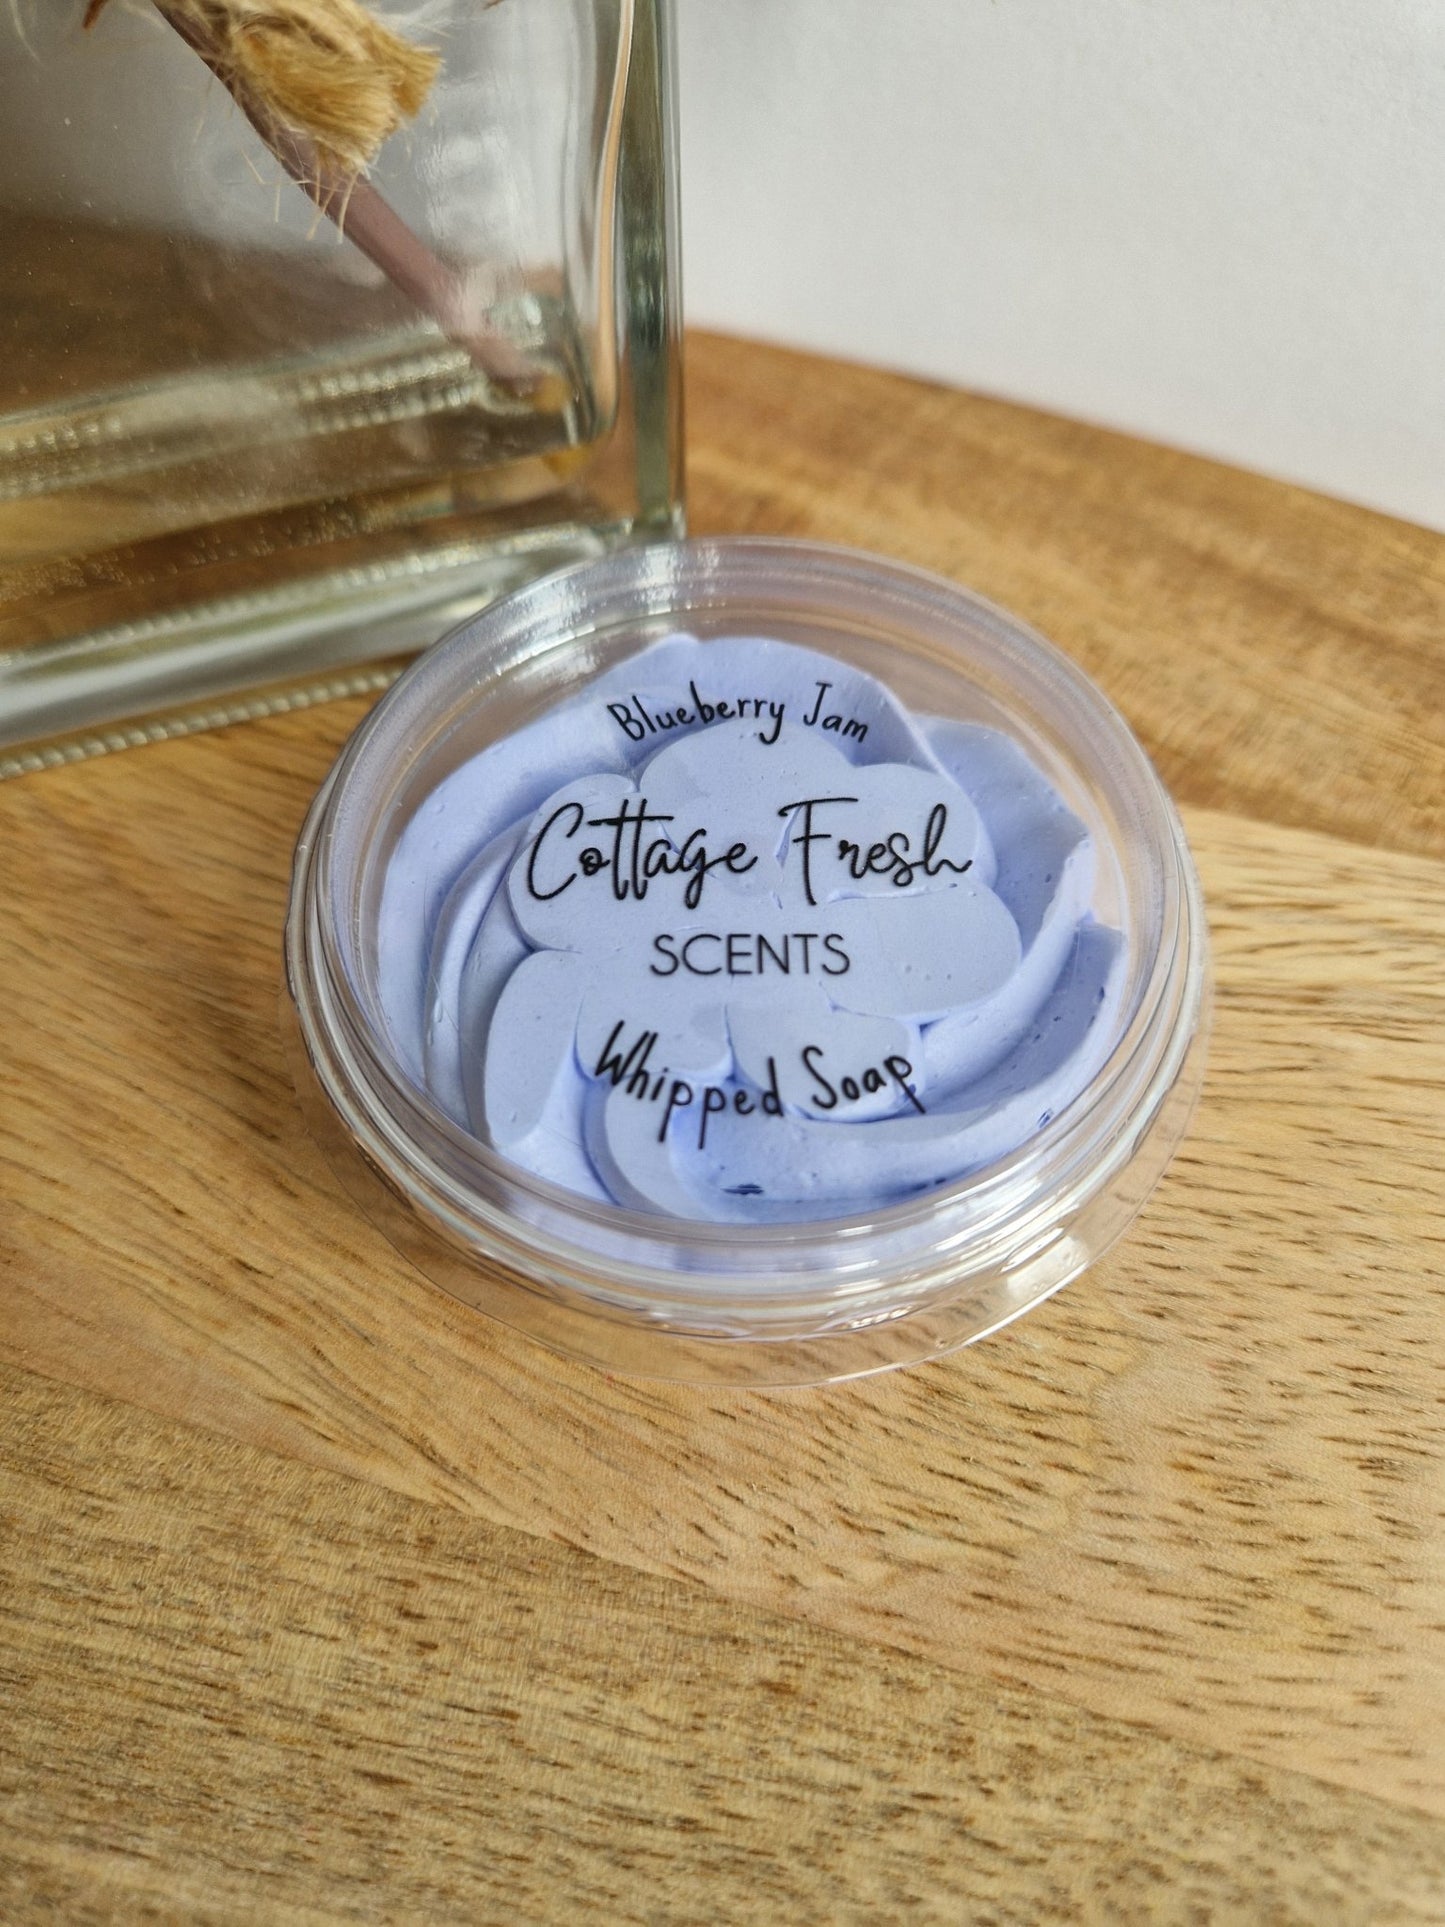 Blueberry Jam
Cottage Fresh
SCENTS
Whipped Soap